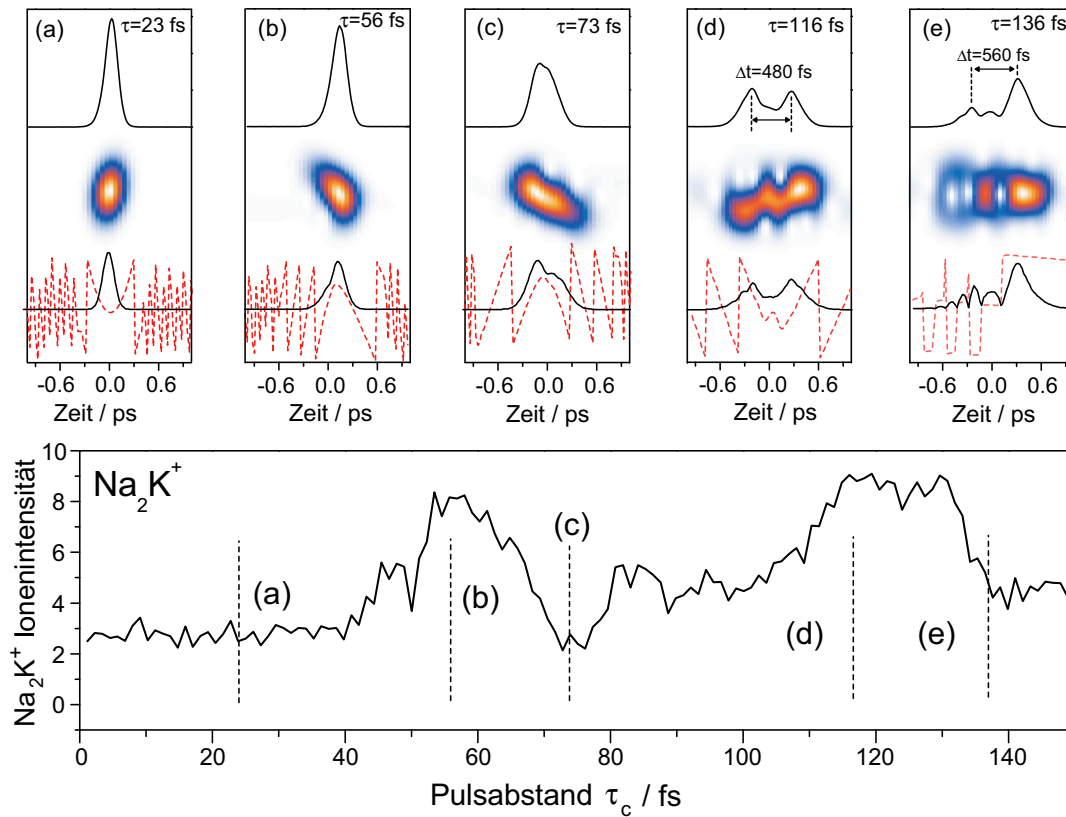 (a) τ=23 fs
(b) τ=56 fs
(c) τ=73 fs
(d) τ=116 fs
Δt=480 fs
(e) τ=136 fs
Δt=560 fs
-0.6 0.0 0.6
Zeit / ps
-0.6 0.0 0.6
Zeit / ps
-0.6 0.0 0.6
Zeit / ps
-0.6 0.0 0.6
Zeit / ps
-0.6 0.0 0.6
Zeit / ps
Na₂K⁺ Ionenintensität
10
8
6
4
2
0
Na₂K⁺
(a)
(b)
(c)
(d)
(e)
0 20 40 60 80 100 120 140
Pulsabstand τ_c / fs